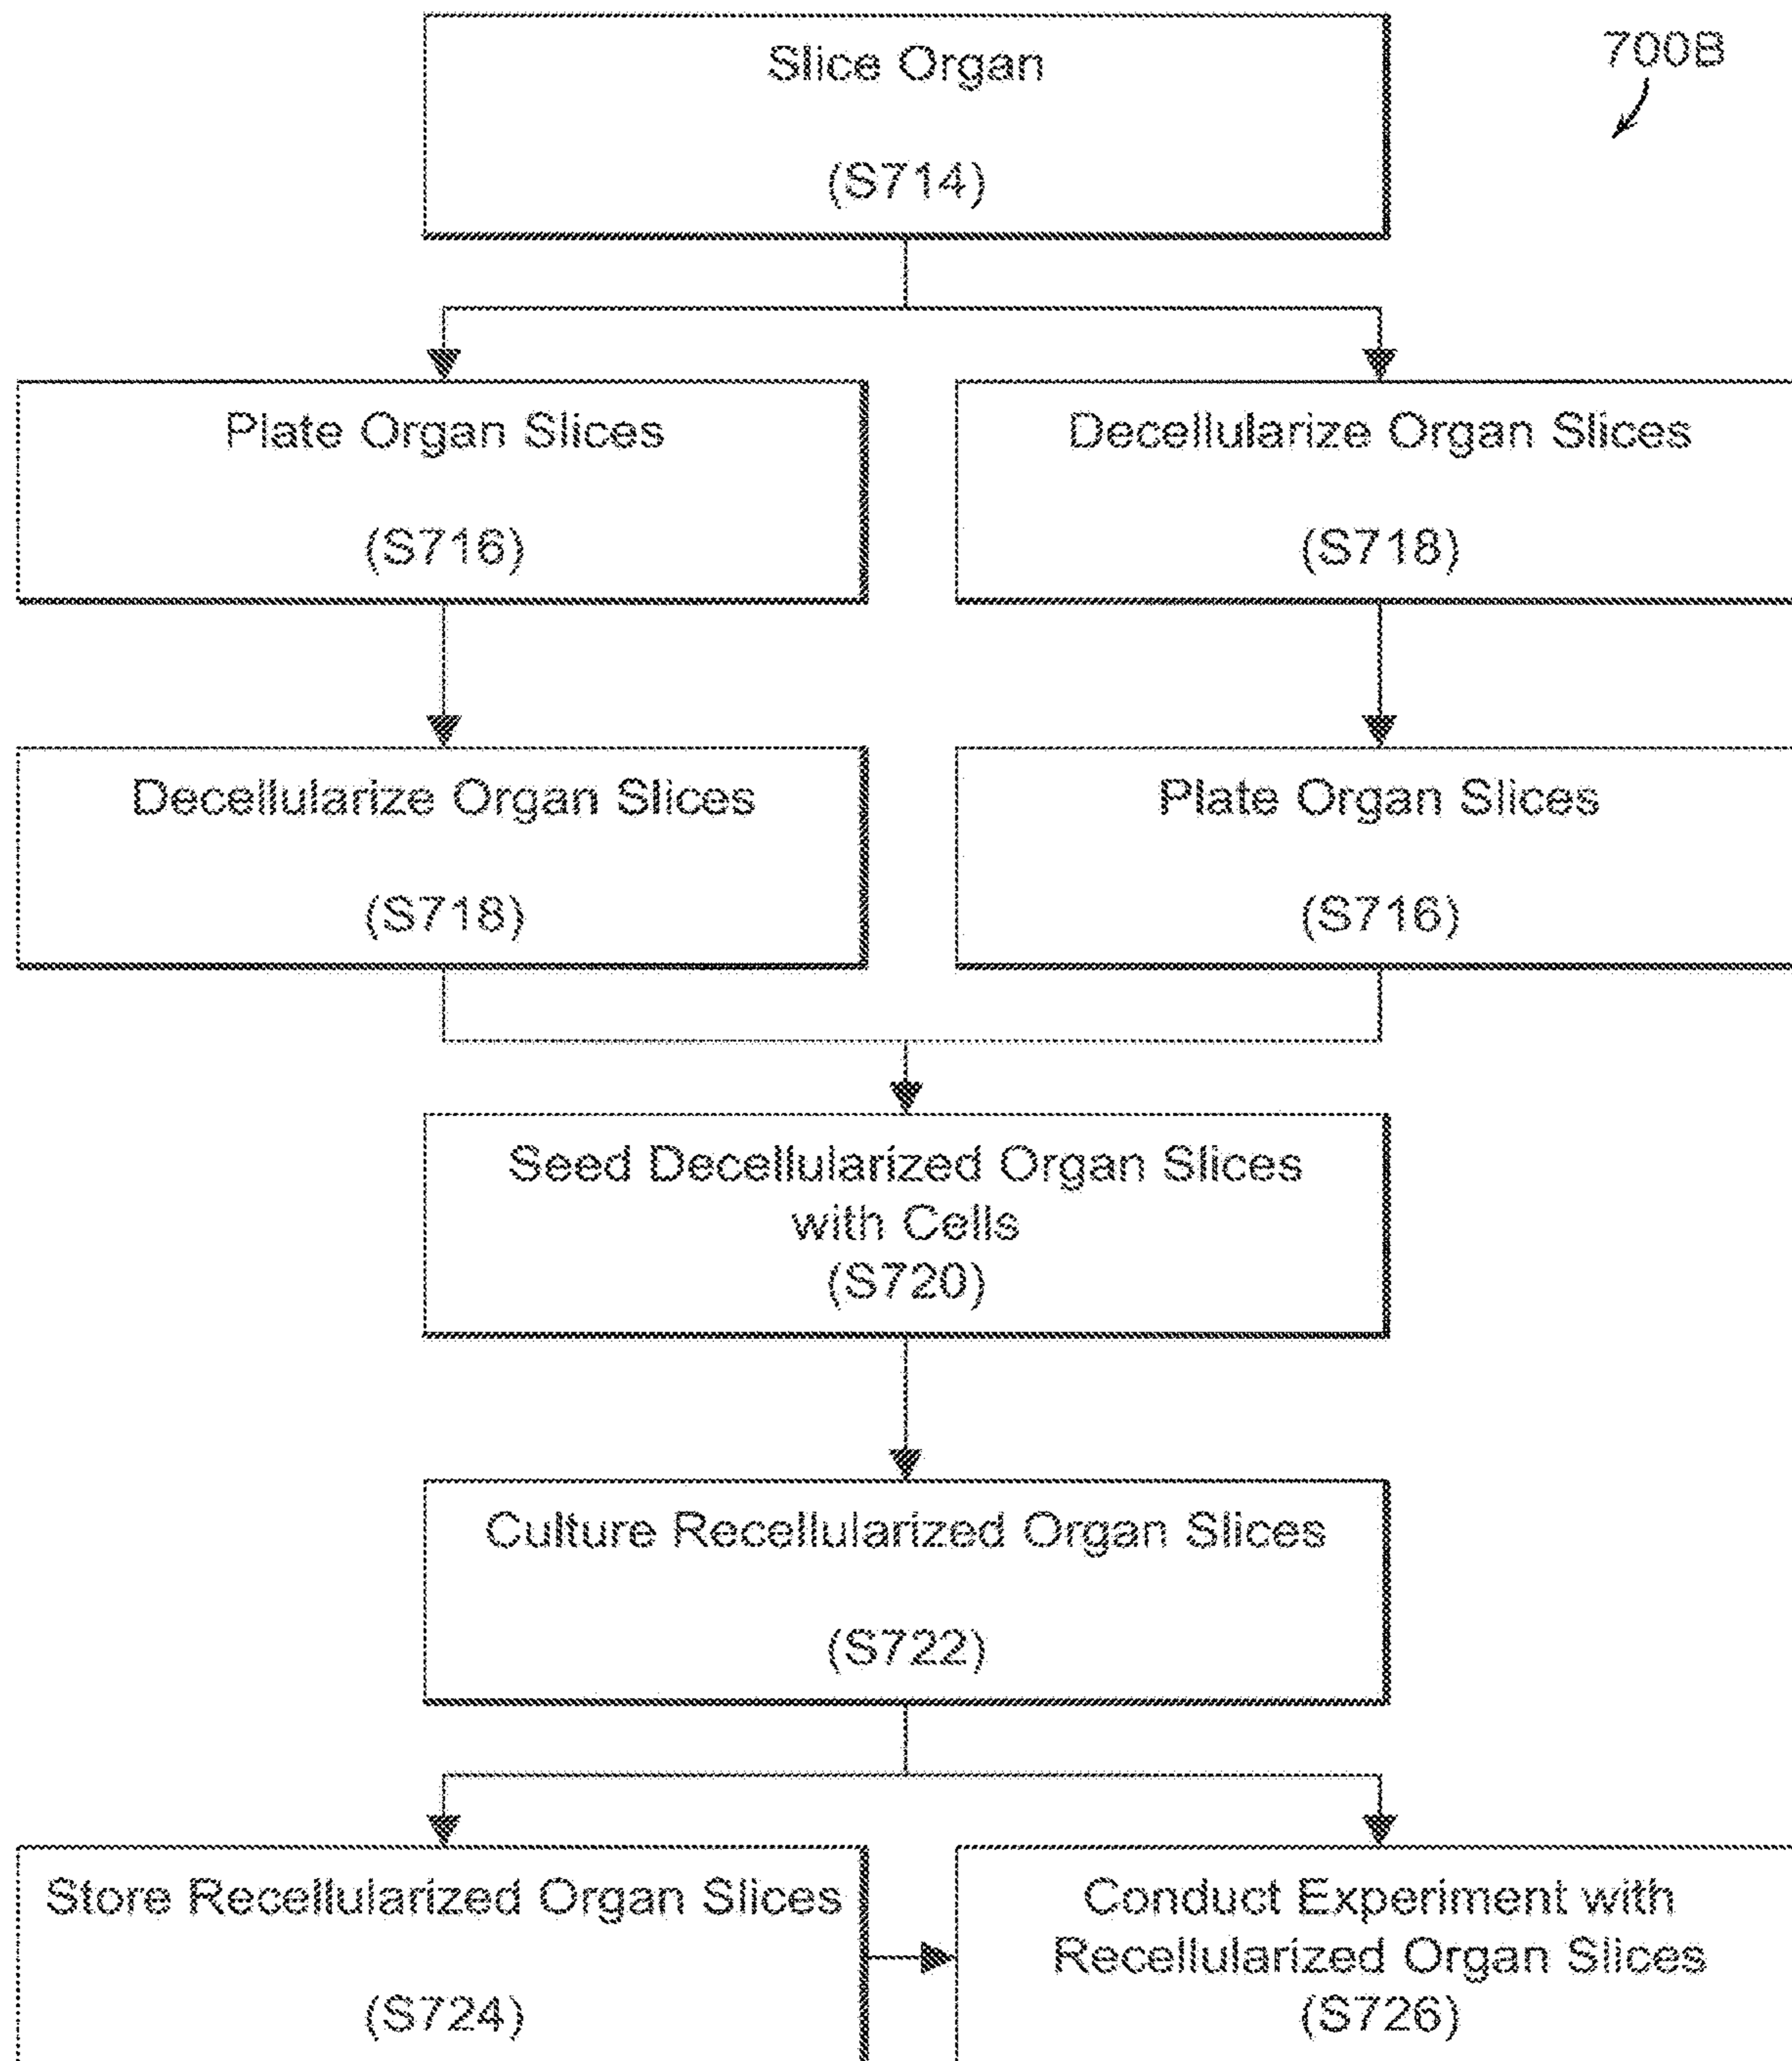 700B
Slice Organ
(S714)
Plate Organ Slices
(S716)
Decellularize Organ Slices
(S718)
Decellularize Organ Slices
(S718)
Plate Organ Slices
(S716)
Seed Decellularized Organ Slices
with Cells
(S720)
Culture Recellularized Organ Slices
(S722)
Store Recellularized Organ Slices
(S724)
Conduct Experiment with
Recellularized Organ Slices
(S726)